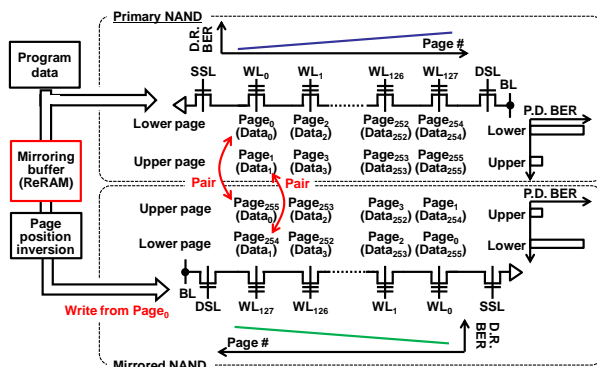 Primary NAND
D.R.
BER
Page #
Program
data
SSL WL0 WL1 WL126 WL127 DSL
BL
P.D. BER
Page0 Page2 Page252 Page254
Lower page (Data0) (Data2) (Data252) (Data254)
Lower
Page1 Page3 Page253 Page255
Upper page (Data1) (Data3) (Data253) (Data255)
Upper
Mirroring
buffer
(ReRAM)
Pair Pair
P.D. BER
Page255 Page253 Page3 Page1
Upper page (Data0) (Data2) (Data252) (Data254)
Upper
Page254 Page252 Page2 Page0
Lower page (Data1) (Data3) (Data253) (Data255)
Lower
Page
position
inversion
BL
DSL WL127 WL126 WL1 WL0 SSL
Write from Page0
D.R.
BER
Page #
Mirrored NAND